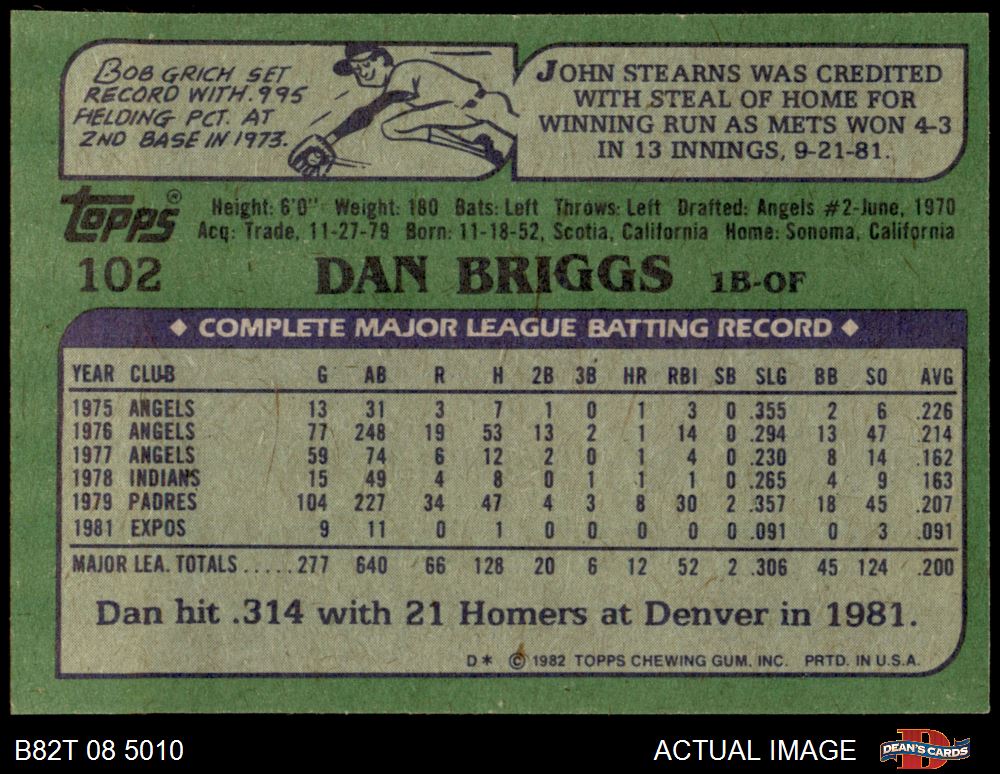 BOB GRICH SET
RECORD WITH .995
FIELDING PCT. AT
2ND BASE IN 1973.
JOHN STEARNS WAS CREDITED
WITH STEAL OF HOME FOR
WINNING RUN AS METS WON 4-3
IN 13 INNINGS, 9-21-81.
Topps®
Height: 6'0" Weight: 180 Bats: Left Throws: Left Drafted: Angels #2-June, 1970
Acq: Trade, 11-27-79 Born: 11-18-52, Scotia, California Home: Sonoma, California
102 DAN BRIGGS 1B-OF
◆ COMPLETE MAJOR LEAGUE BATTING RECORD ◆
YEAR CLUB G AB R H 2B 3B HR RBI SB SLG BB SO AVG
1975 ANGELS 13 31 3 7 1 0 1 3 0 .355 2 6 .226
1976 ANGELS 77 248 19 53 13 2 1 14 0 .294 13 47 .214
1977 ANGELS 59 74 6 12 2 0 1 4 0 .230 8 14 .162
1978 INDIANS 15 49 4 8 0 1 1 1 0 .265 4 9 .163
1979 PADRES 104 227 34 47 4 3 8 30 2 .357 18 45 .207
1981 EXPOS 9 11 0 1 0 0 0 0 0 .091 0 3 .091
MAJOR LEA. TOTALS.....277 640 66 128 20 6 12 52 2 .306 45 124 .200
Dan hit .314 with 21 Homers at Denver in 1981.
D* © 1982 TOPPS CHEWING GUM, INC. PRTD. IN U.S.A.
B82T 08 5010 ACTUAL IMAGE DEAN'S CARDS